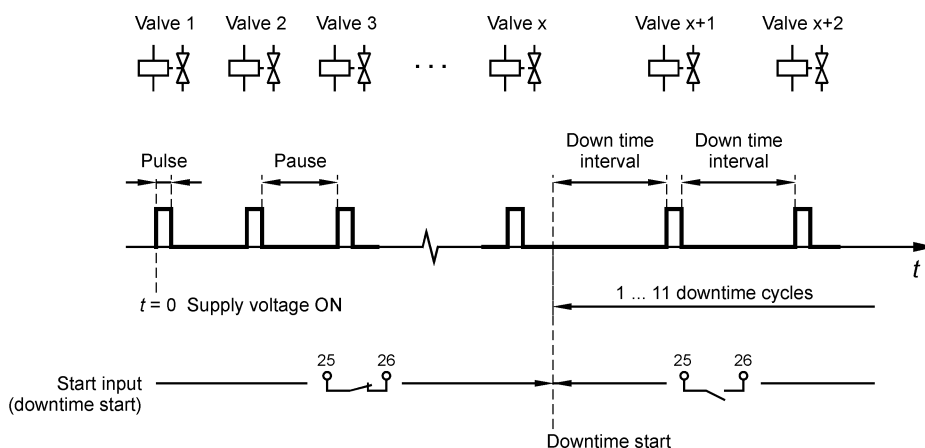 Valve 1 Valve 2 Valve 3 Valve x Valve x+1 Valve x+2
. . .
Pulse
Pause
Down time
interval
Down time
interval
t
t = 0 Supply voltage ON
1 ... 11 downtime cycles
Start input
(downtime start)
25 26
25 26
Downtime start